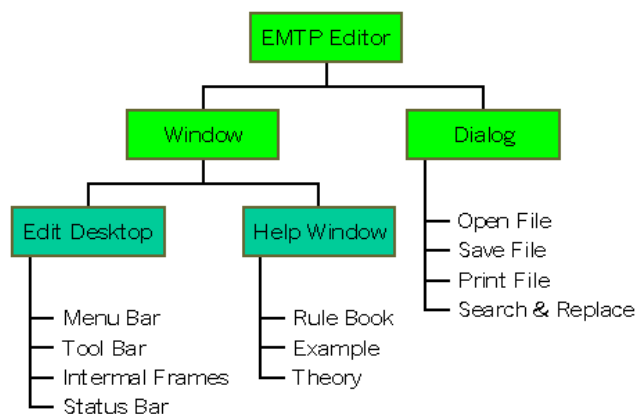 EMTP Editor
Window
Dialog
Edit Desktop
Help Window
Open File
Save File
Print File
Search & Replace
Menu Bar
Tool Bar
Intermal Frames
Status Bar
Rule Book
Example
Theory